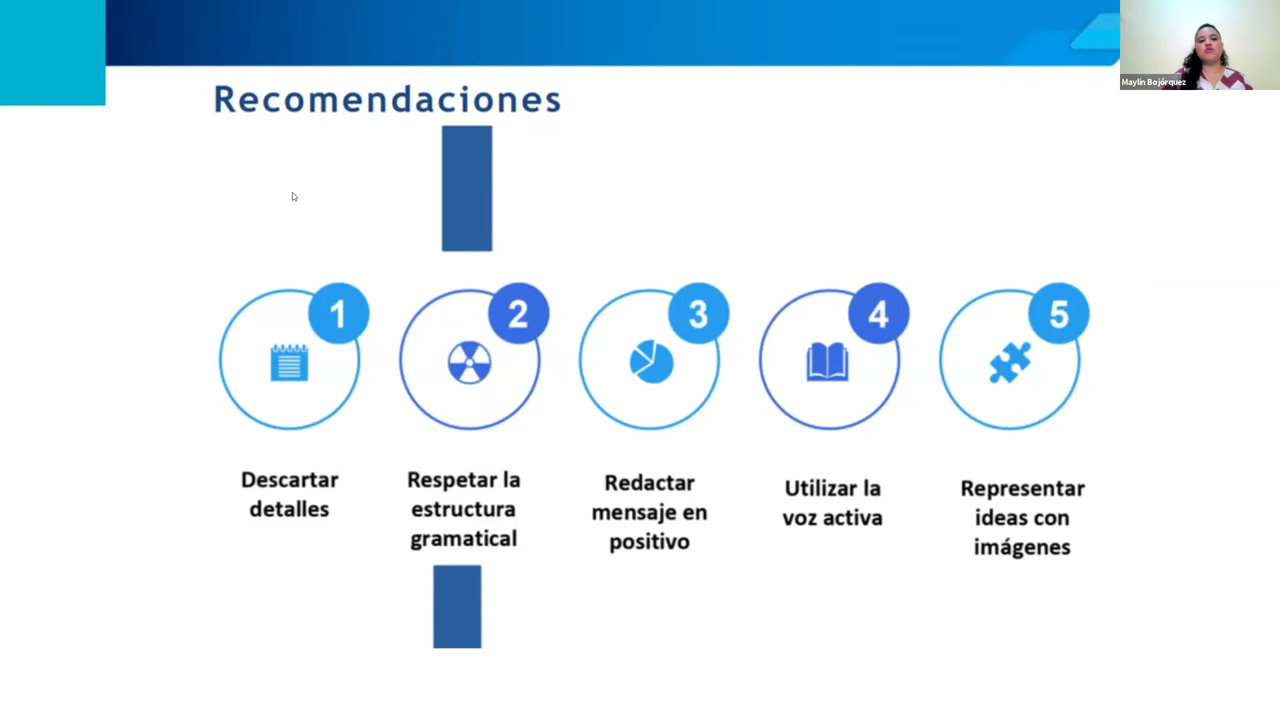 Maylin Bojórquez
Recomendaciones
1
2
3
4
5
Descartar
detalles
Respetar la
estructura
gramatical
Redactar
mensaje en
positivo
Utilizar la
voz activa
Representar
ideas con
imágenes